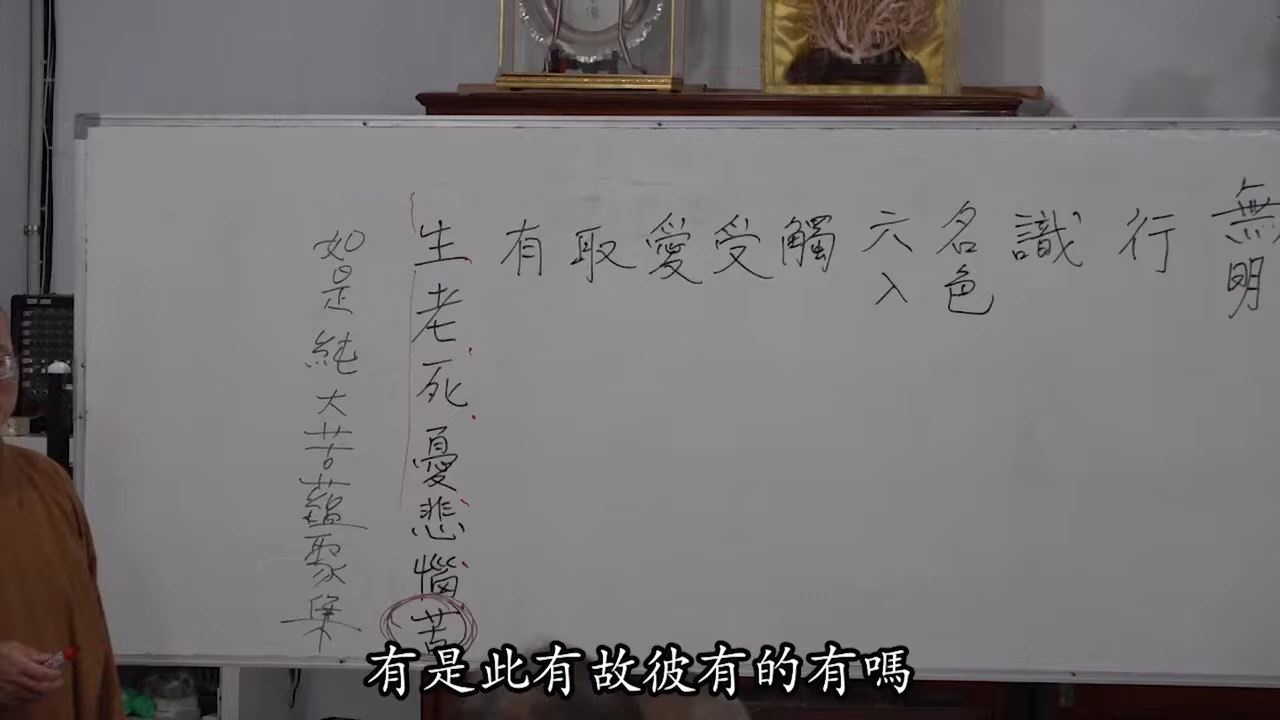 無明
行
識
名色
六入
觸
受
愛
取
有
生老死憂悲惱苦
如是純大苦蘊聚集
有是此有故彼有的有嗎